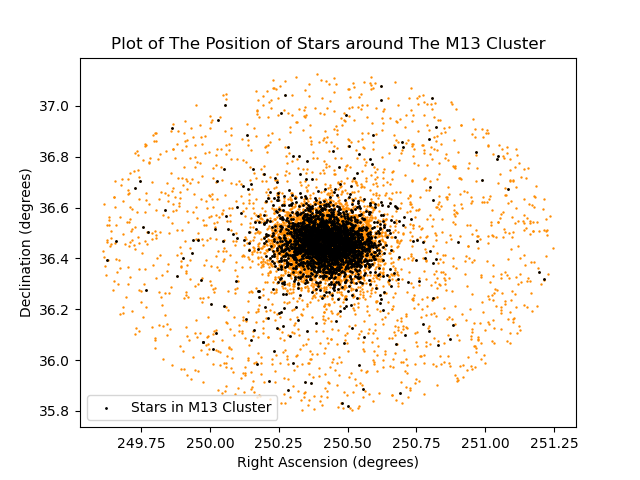 Plot of The Position of Stars around The M13 Cluster
Declination (degrees)
37.0
36.8
36.6
36.4
36.2
36.0
35.8
Stars in M13 Cluster
249.75 250.00 250.25 250.50 250.75 251.00 251.25
Right Ascension (degrees)